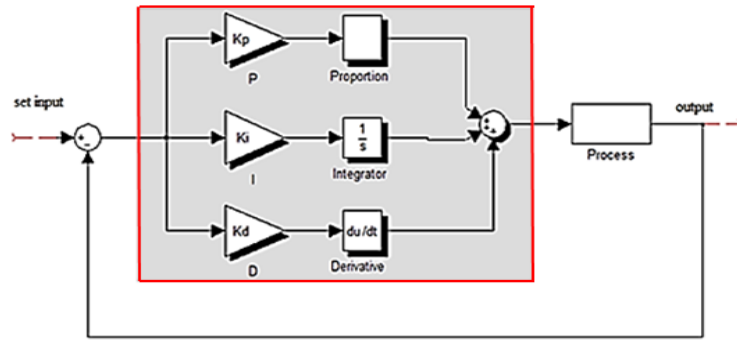 Kp
P
Proportion
set input
output
Ki
I
1
s
Integrator
Process
Kd
D
du/dt
Derivative